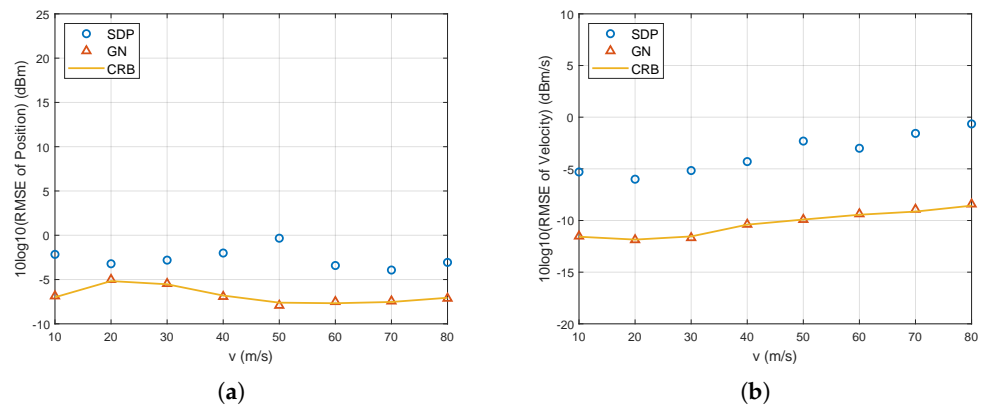 10log10(RMSE of Position) (dBm)
25
20
15
10
5
0
-5
-10
SDP
GN
CRB
10 20 30 40 50 60 70 80
v (m/s)
(a)
10log10(RMSE of Velocity) (dBm/s)
10
5
0
-5
-10
-15
-20
SDP
GN
CRB
10 20 30 40 50 60 70 80
v (m/s)
(b)